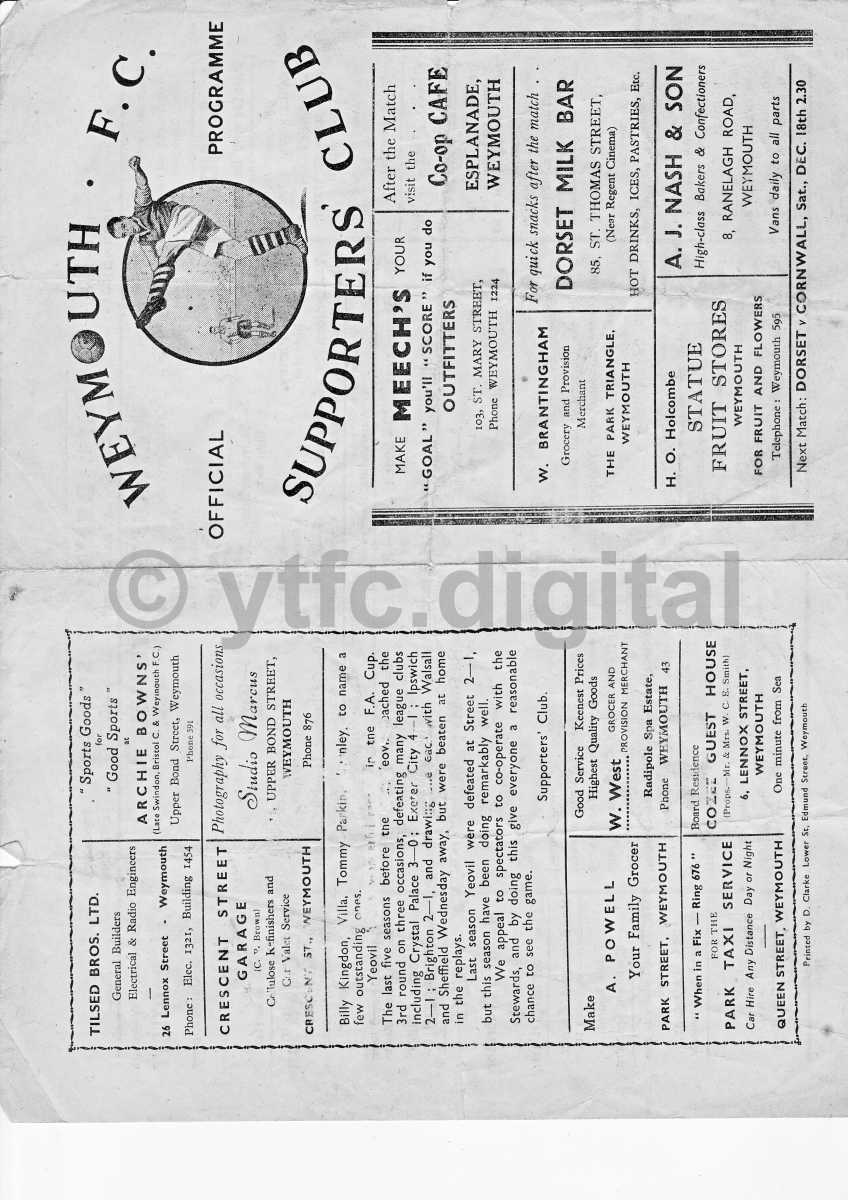 WEYMOUTH . F.C.
OFFICIAL PROGRAMME
SUPPORTERS' CLUB
MAKE MEECH'S YOUR
"GOAL" you'll "SCORE" if you do
OUTFITTERS
103, ST. MARY STREET,
Phone WEYMOUTH 1224
After the Match
visit the . . . .
Co-op CAFE
ESPLANADE,
WEYMOUTH
W. BRANTINGHAM
Grocery and Provision
Merchant
THE PARK TRIANGLE,
WEYMOUTH
For quick snacks after the match . .
DORSET MILK BAR
85, ST. THOMAS STREET,
(Near Regent Cinema)
HOT DRINKS, ICES, PASTRIES, Etc.
H. O. Holcombe
STATUE
FRUIT STORES
WEYMOUTH
FOR FRUIT AND FLOWERS
Telephone: Weymouth 595
A. J. NASH & SON
High-class Bakers & Confectioners
8, RANELAGH ROAD,
WEYMOUTH
Vans daily to all parts
Next Match: DORSET v CORNWALL, Sat., DEC. 18th 2.30
© ytfc.digital
TILSED BROS. LTD.
General Builders
Electrical & Radio Engineers
—
26 Lennox Street - Weymouth
Phone: Elec. 1321, Building 1454
"Sports Goods"
for
"Good Sports"
at
ARCHIE BOWNS'
(Late Swindon, Bristol C. & Weymouth F.C.)
Upper Bond Street, Weymouth
Phone 591
CRESCENT STREET
GARAGE
Brown)
Cellulose Re-finishers and
Car Valet Service
CRESCENT ST., WEYMOUTH
Photography for all occasions
Studio Marcus
UPPER BOND STREET,
WEYMOUTH
Phone 876
Billy Kingdon, Villa, Tommy Parkin, to name a
few outstanding ones.
Yeovil in the F.A. Cup.
The last five seasons before the Yeovil reached the
3rd round on three occasions, defeating many league clubs
including Crystal Palace 3—0; Exeter City 4—1; Ipswich
2—1; Brighton 2—1, and drawing one each with Walsall
and Sheffield Wednesday away, but were beaten at home
in the replays.
Last season Yeovil were defeated at Street 2—1,
but this season have been doing remarkably well.
We appeal to spectators to co-operate with the
Stewards, and by doing this give everyone a reasonable
chance to see the game.
Supporters' Club.
Make
A. POWELL
Your Family Grocer
PARK STREET, WEYMOUTH
Good Service Keenest Prices
Highest Quality Goods
W. West GROCER AND
PROVISION MERCHANT
Radipole Spa Estate,
Phone WEYMOUTH 43
"When in a Fix — Ring 676"
FOR THE
PARK TAXI SERVICE
Car Hire Any Distance Day or Night
—
QUEEN STREET, WEYMOUTH
Board Residence
COZEE GUEST HOUSE
(Props.—Mr. & Mrs. W. C. E. Smith)
6, LENNOX STREET,
WEYMOUTH
One minute from Sea
Printed by D. Clarke Lower St, Edmund Street, Weymouth